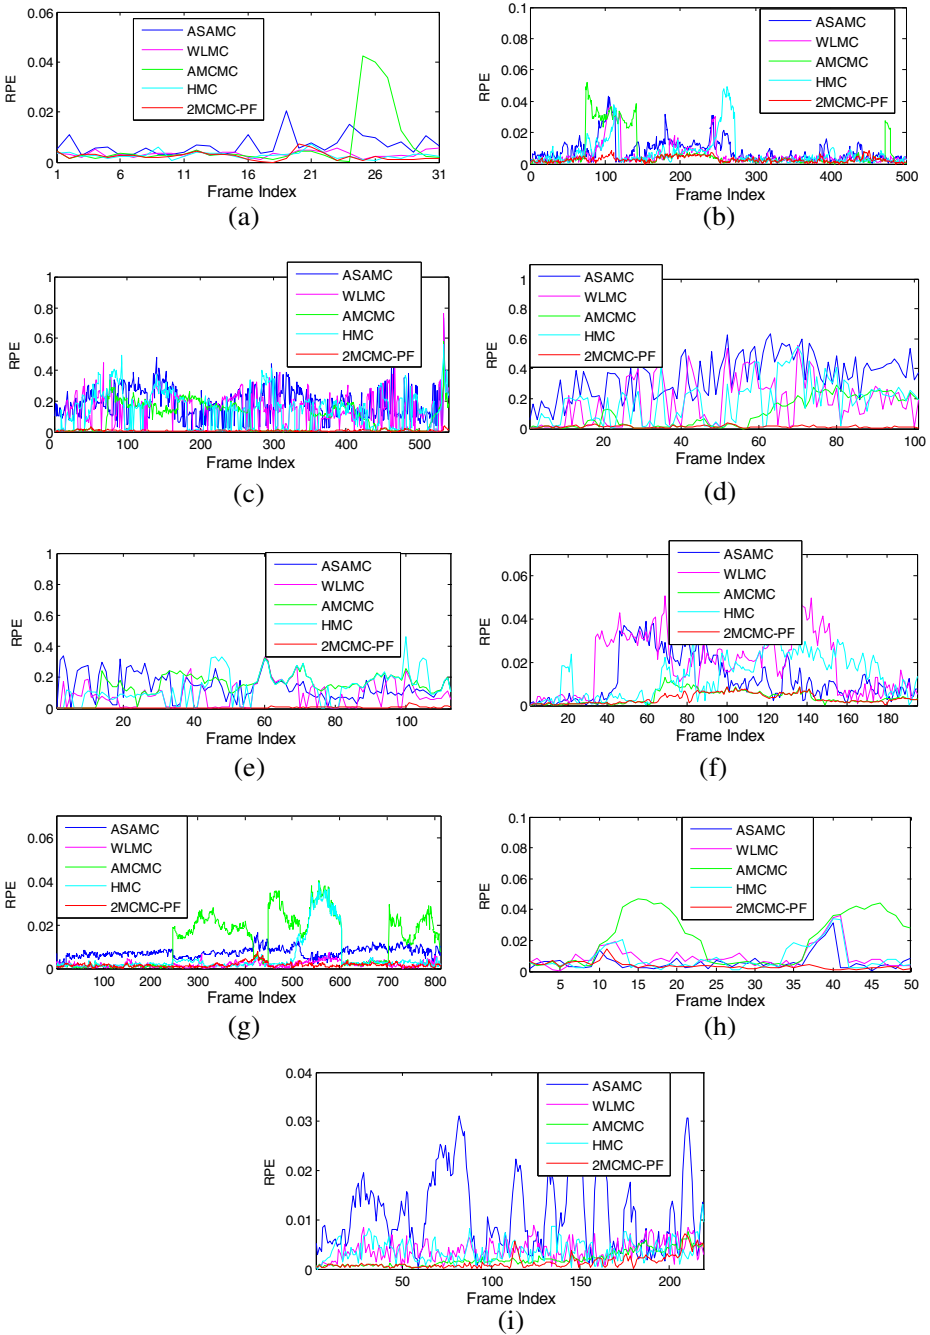 0.06
0.04
0.02
0
RPE
ASAMC
WLMC
AMCMC
HMC
2MCMC-PF
1 6 11 16 21 26 31
Frame Index
(a)
0.1
0.08
0.06
0.04
0.02
0
RPE
ASAMC
WLMC
AMCMC
HMC
2MCMC-PF
0 100 200 300 400 500
Frame Index
(b)
1
0.8
0.6
0.4
0.2
0
RPE
ASAMC
WLMC
AMCMC
HMC
2MCMC-PF
100 200 300 400 500
Frame Index
(c)
1
0.8
0.6
0.4
0.2
0
RPE
ASAMC
WLMC
AMCMC
HMC
2MCMC-PF
20 40 60 80 100
Frame Index
(d)
1
0.8
0.6
0.4
0.2
0
RPE
ASAMC
WLMC
AMCMC
HMC
2MCMC-PF
20 40 60 80 100
Frame Index
(e)
0.06
0.04
0.02
0
RPE
ASAMC
WLMC
AMCMC
HMC
2MCMC-PF
20 40 60 80 100 120 140 160 180
Frame Index
(f)
0.06
0.04
0.02
0
RPE
ASAMC
WLMC
AMCMC
HMC
2MCMC-PF
100 200 300 400 500 600 700 800
Frame Index
(g)
0.1
0.08
0.06
0.04
0.02
0
RPE
ASAMC
WLMC
AMCMC
HMC
2MCMC-PF
5 10 15 20 25 30 35 40 45 50
Frame Index
(h)
0.04
0.03
0.02
0.01
0
RPE
ASAMC
WLMC
AMCMC
HMC
2MCMC-PF
50 100 150 200
Frame Index
(i)